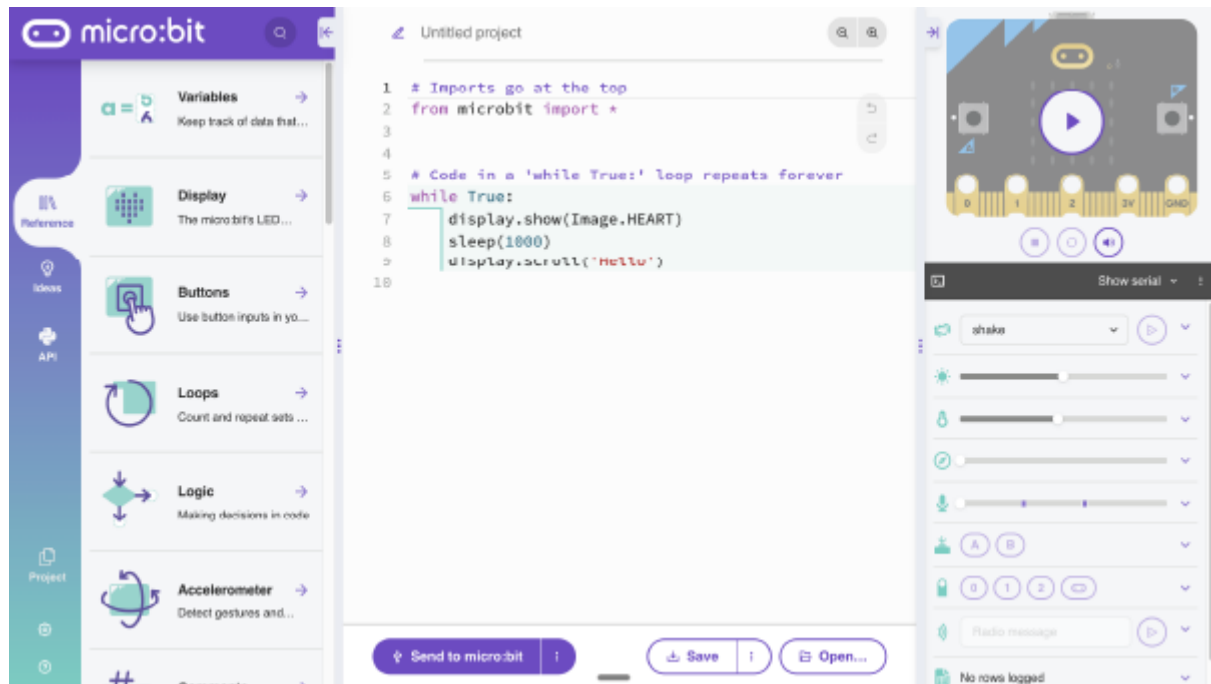 micro:bit
Reference
Ideas
API
Project
Variables
Keep track of data that...
Display
The micro:bit's LED...
Buttons
Use button inputs in yo...
Loops
Count and repeat sets ...
Logic
Making decisions in code
Accelerometer
Detect gestures and...
Untitled project
1 # Imports go at the top
2 from microbit import *
3
4
5 # Code in a 'while True:' loop repeats forever
6 while True:
7 display.show(Image.HEART)
8 sleep(1000)
9 display.scroll('Hello')
10
Send to micro:bit
Save
Open...
0 1 2 3V GND
Show serial
shake
A B
0 1 2
Radio message
No rows logged